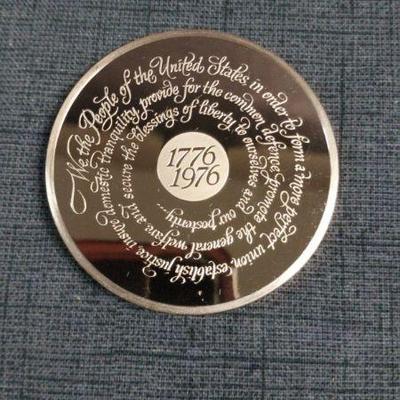 We the People of the United States, in order to form a more perfect union, establish justice, insure domestic tranquility, provide for the common defence, promote the general welfare, and secure the blessings of liberty to ourselves and our posterity....
1776
1976